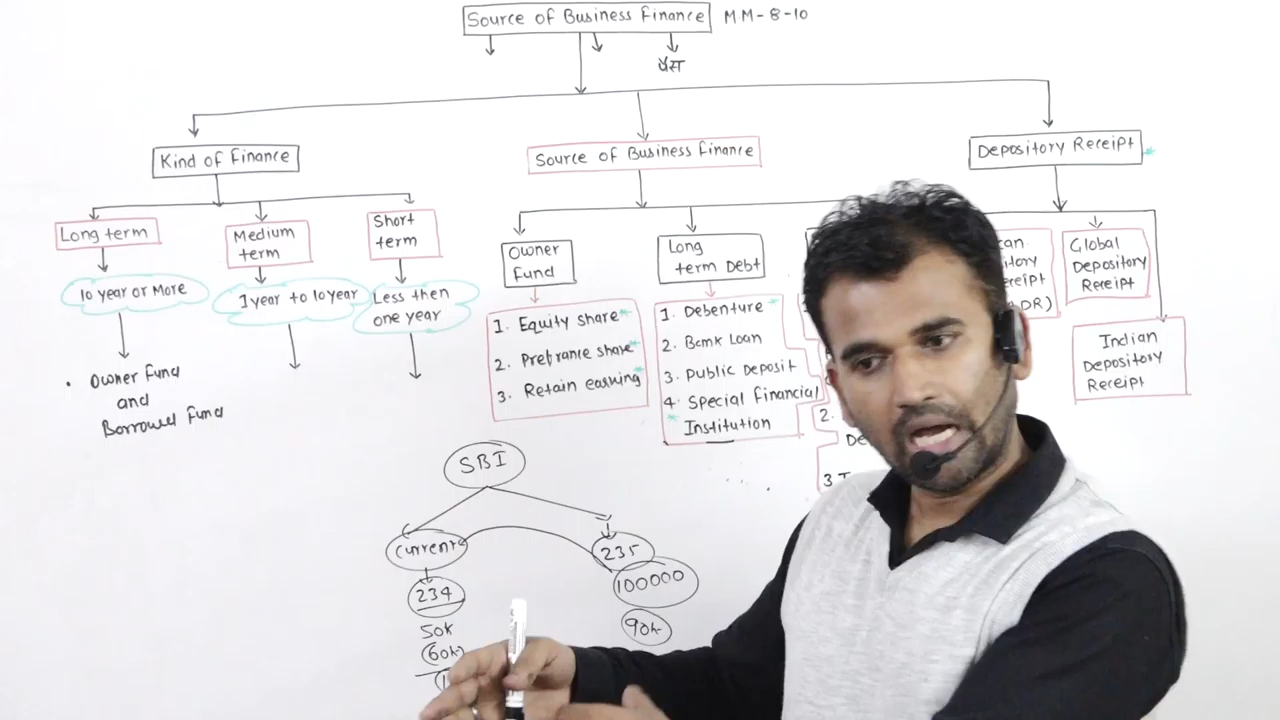 Source of Business Finance MM-8-10
पैसा
Kind of Finance
Source of Business Finance
Depository Receipt
Long term
Medium
term
Short
term
10 year or More
1 year to 10 year
Less then
one year
Owner Fund
and
Borrowed Fund
Owner
Fund
1. Equity share
2. Prefrance share
3. Retain earning
Long
term Debt
1. Debenture
2. Bank Loan
3. Public Deposit
4. Special Financial
Institution
2.
De
3
DR)
Global
Depository
Receipt
Indian
Depository
Receipt
SBI
Current
234
50k
60k
235
100000
90k